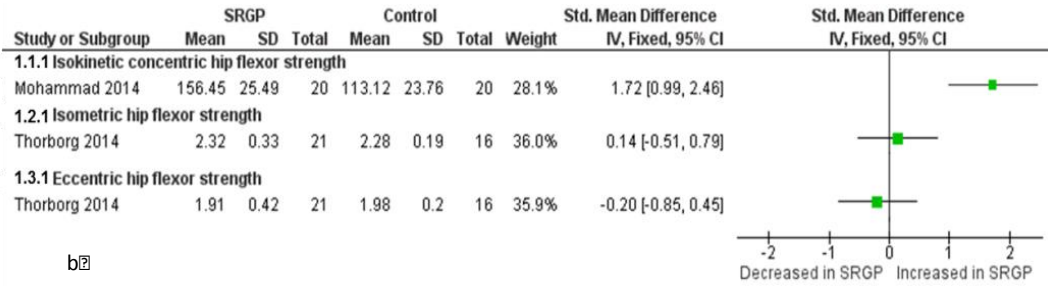 SRGP Control Std. Mean Difference Std. Mean Difference
Study or Subgroup Mean SD Total Mean SD Total Weight IV, Fixed, 95% CI IV, Fixed, 95% CI
1.1.1 Isokinetic concentric hip flexor strength
Mohammad 2014 156.45 25.49 20 113.12 23.76 20 28.1% 1.72 [0.99, 2.46]
1.2.1 Isometric hip flexor strength
Thorborg 2014 2.32 0.33 21 2.28 0.19 16 36.0% 0.14 [-0.51, 0.79]
1.3.1 Eccentric hip flexor strength
Thorborg 2014 1.91 0.42 21 1.98 0.2 16 35.9% -0.20 [-0.85, 0.45]
-2 -1 0 1 2
Decreased in SRGP Increased in SRGP
b